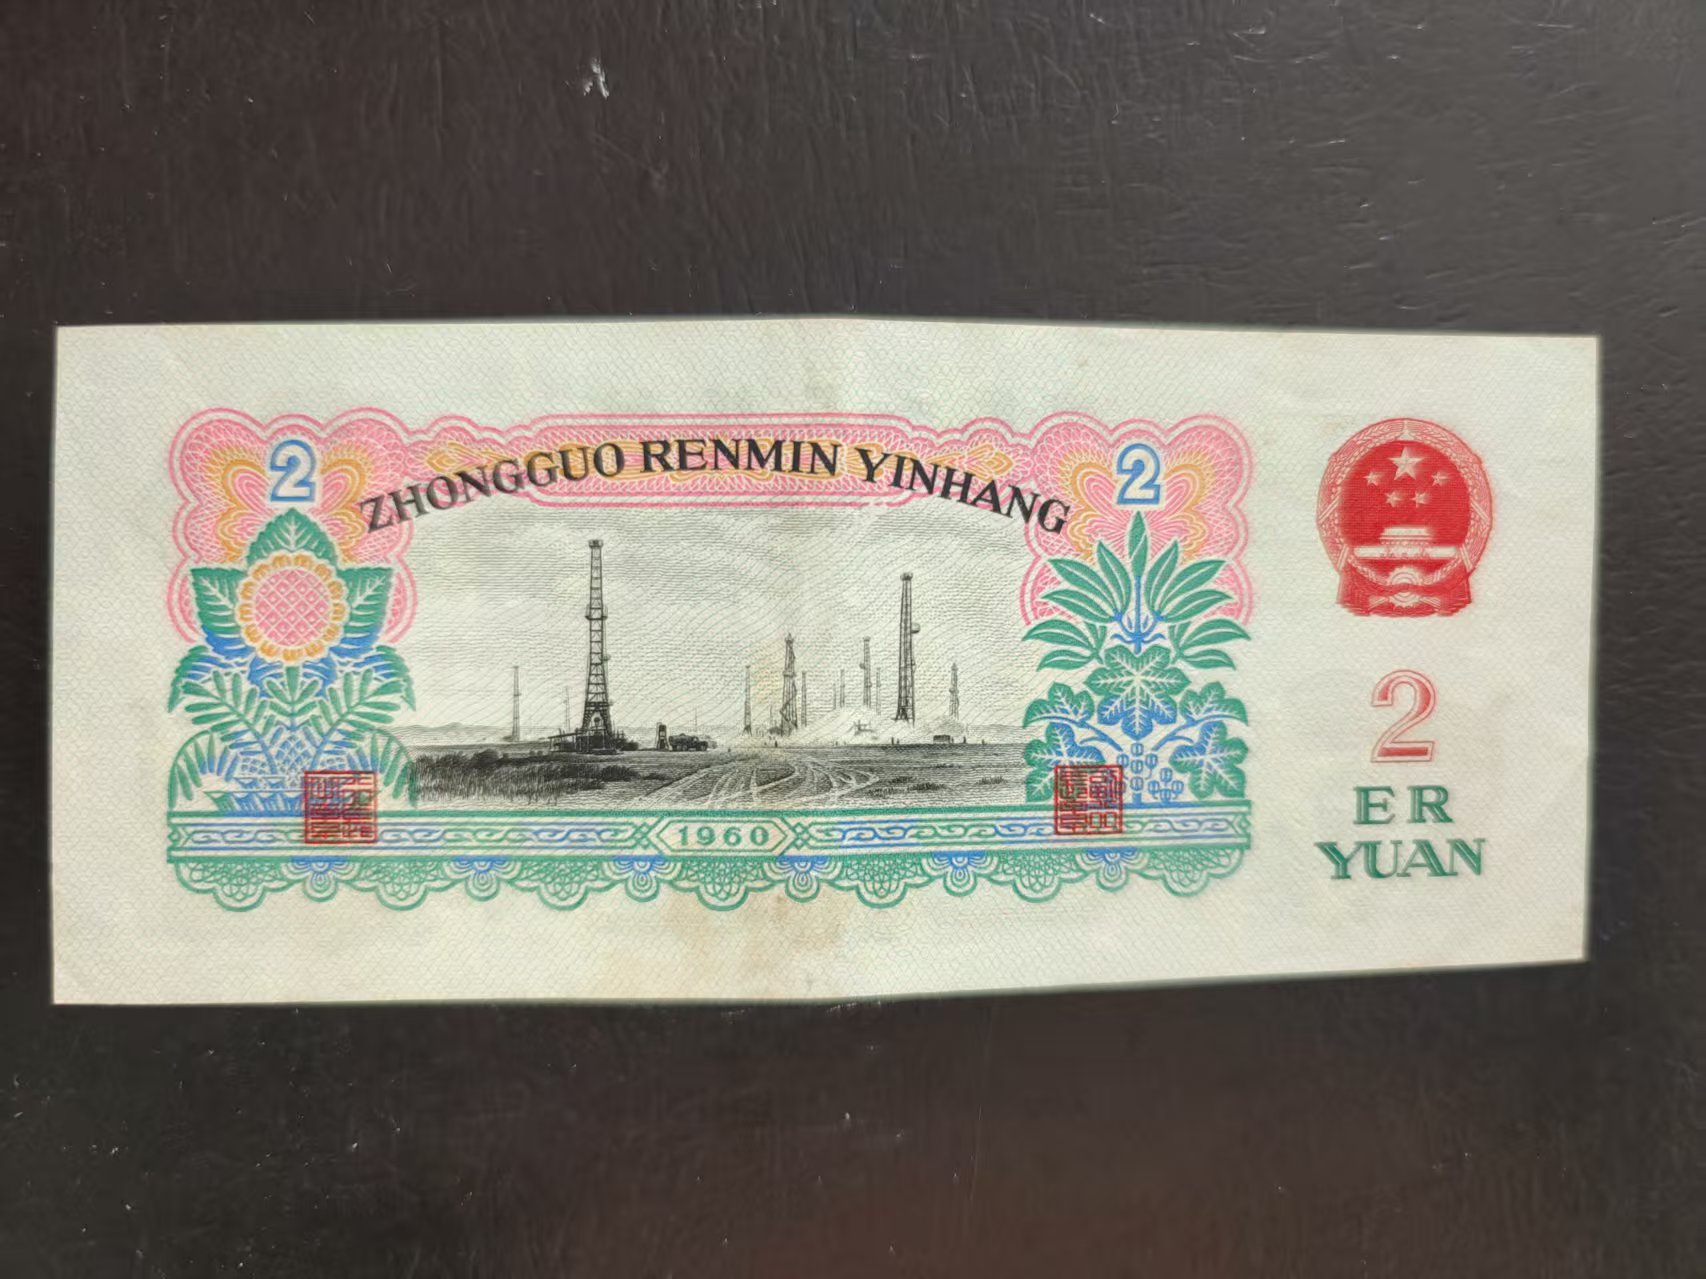 2
2
ZHONGGUO RENMIN YINHANG
1960
2
ER
YUAN